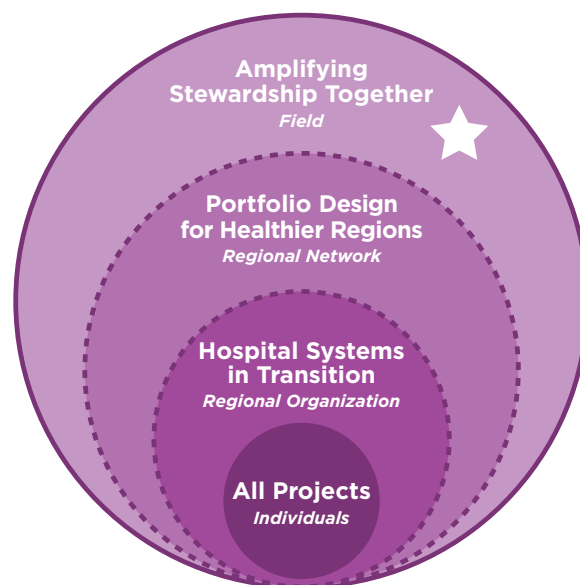 Amplifying
Stewardship Together
Field
Portfolio Design
for Healthier Regions
Regional Network
Hospital Systems
in Transition
Regional Organization
All Projects
Individuals